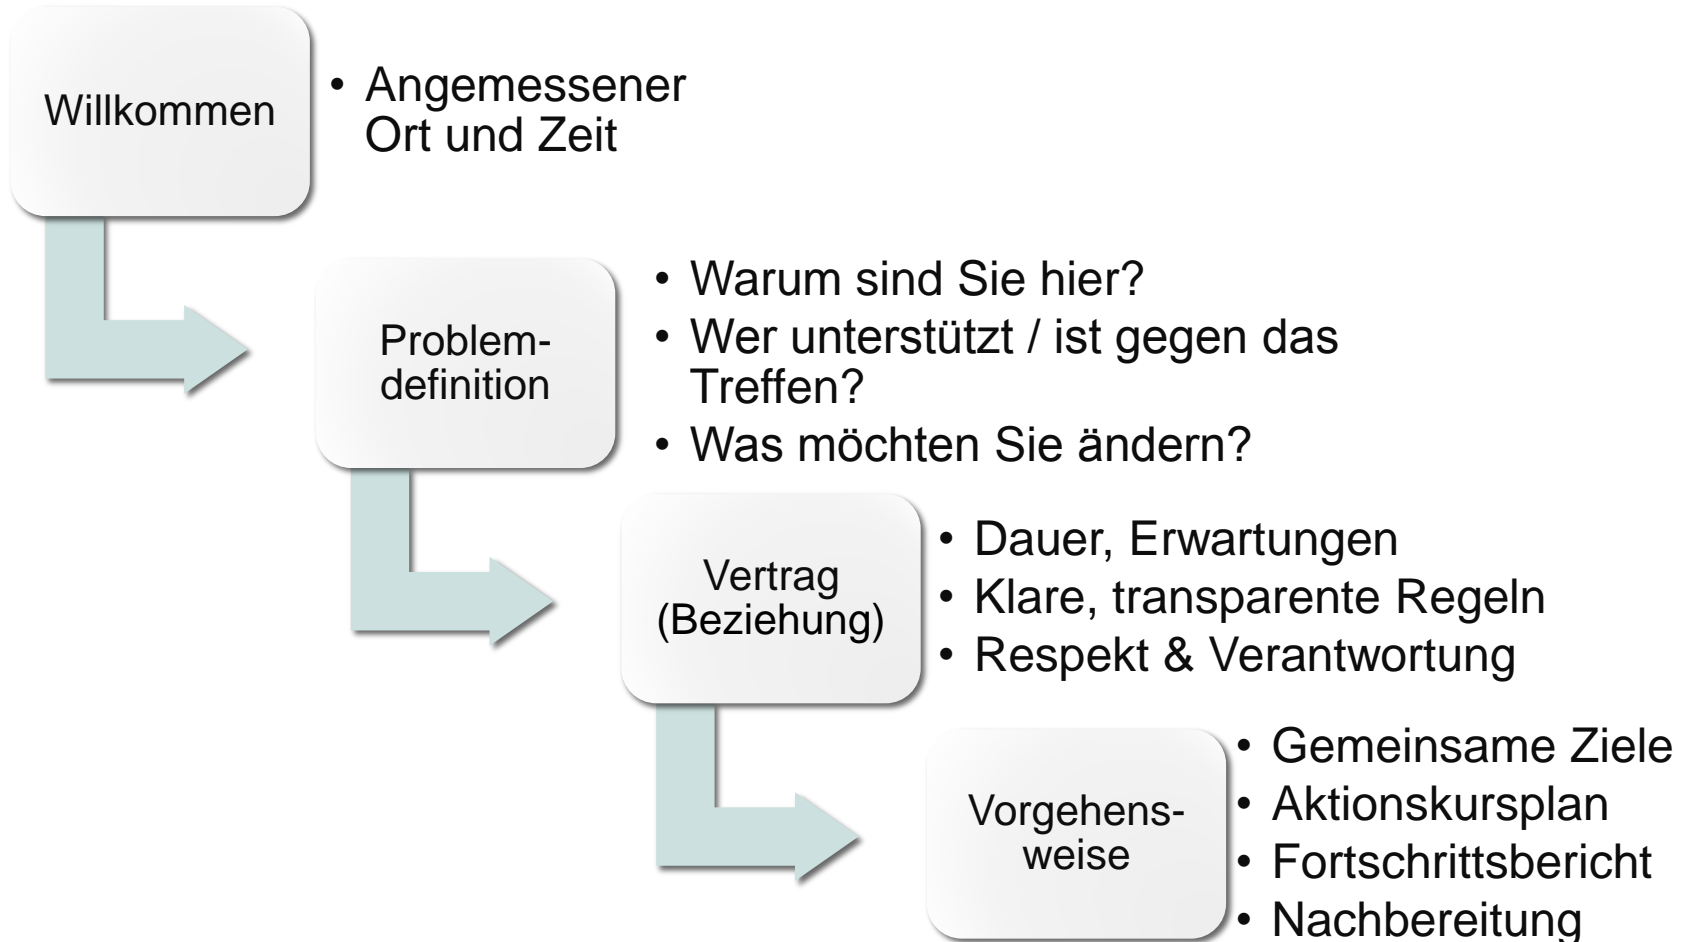 Willkommen
• Angemessener
Ort und Zeit
Problem-
definition
• Warum sind Sie hier?
• Wer unterstützt / ist gegen das
Treffen?
• Was möchten Sie ändern?
Vertrag
(Beziehung)
• Dauer, Erwartungen
• Klare, transparente Regeln
• Respekt & Verantwortung
Vorgehens-
weise
• Gemeinsame Ziele
• Aktionskursplan
• Fortschrittsbericht
• Nachbereitung